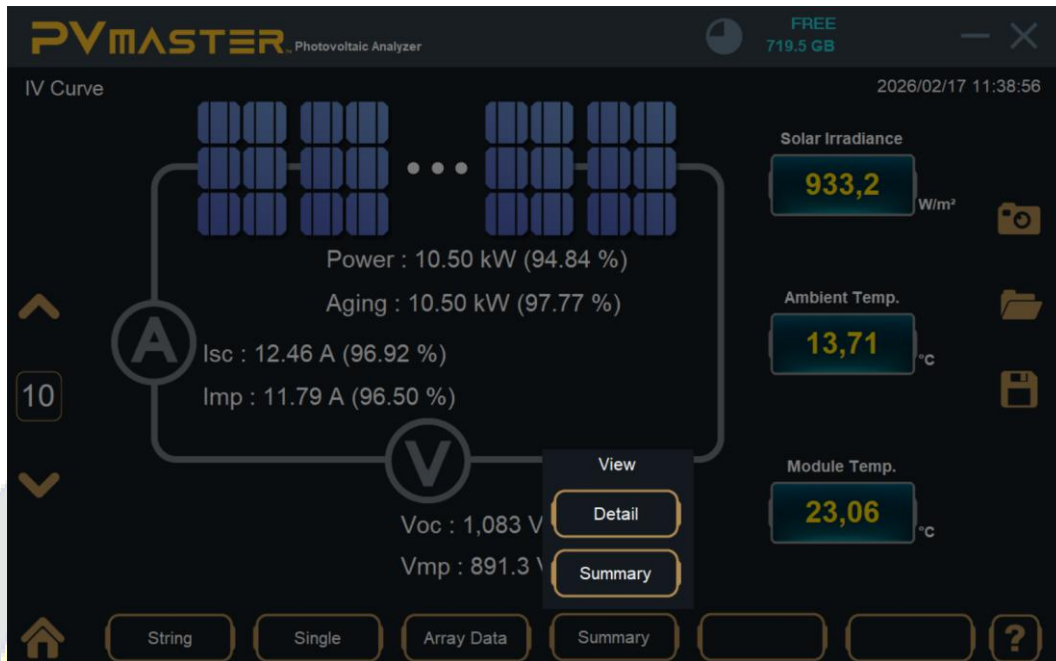 PVMASTER Photovoltaic Analyzer
FREE
719.5 GB
IV Curve
2026/02/17 11:38:56
Solar Irradiance
933,2
W/m²
Power : 10.50 kW (94.84 %)
Aging : 10.50 kW (97.77 %)
Ambient Temp.
13,71
°C
A
Isc : 12.46 A (96.92 %)
Imp : 11.79 A (96.50 %)
10
V
View
Detail
Summary
Module Temp.
23,06
°C
Voc : 1,083 V
Vmp : 891.3
String
Single
Array Data
Summary
?